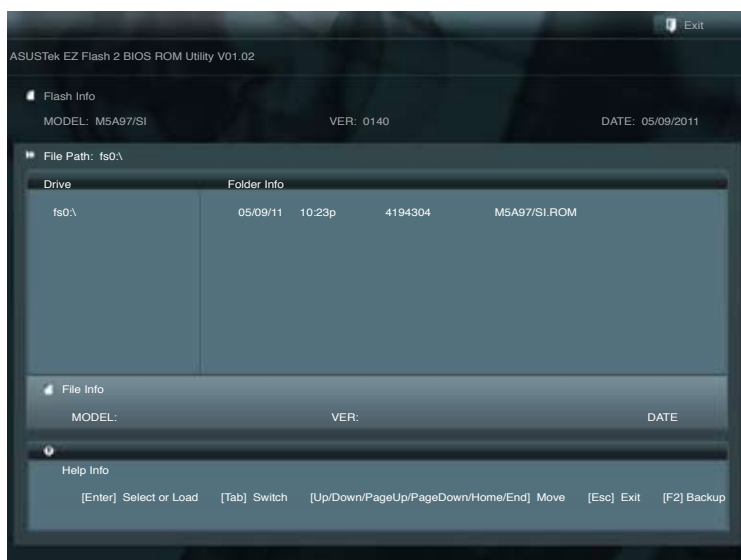 Exit
ASUSTek EZ Flash 2 BIOS ROM Utility V01.02
Flash Info
MODEL: M5A97/SI VER: 0140 DATE: 05/09/2011
File Path: fs0:\
Drive Folder Info
fs0:\ 05/09/11 10:23p 4194304 M5A97/SI.ROM
File Info
MODEL: VER: DATE
Help Info
[Enter] Select or Load [Tab] Switch [Up/Down/PageUp/PageDown/Home/End] Move [Esc] Exit [F2] Backup